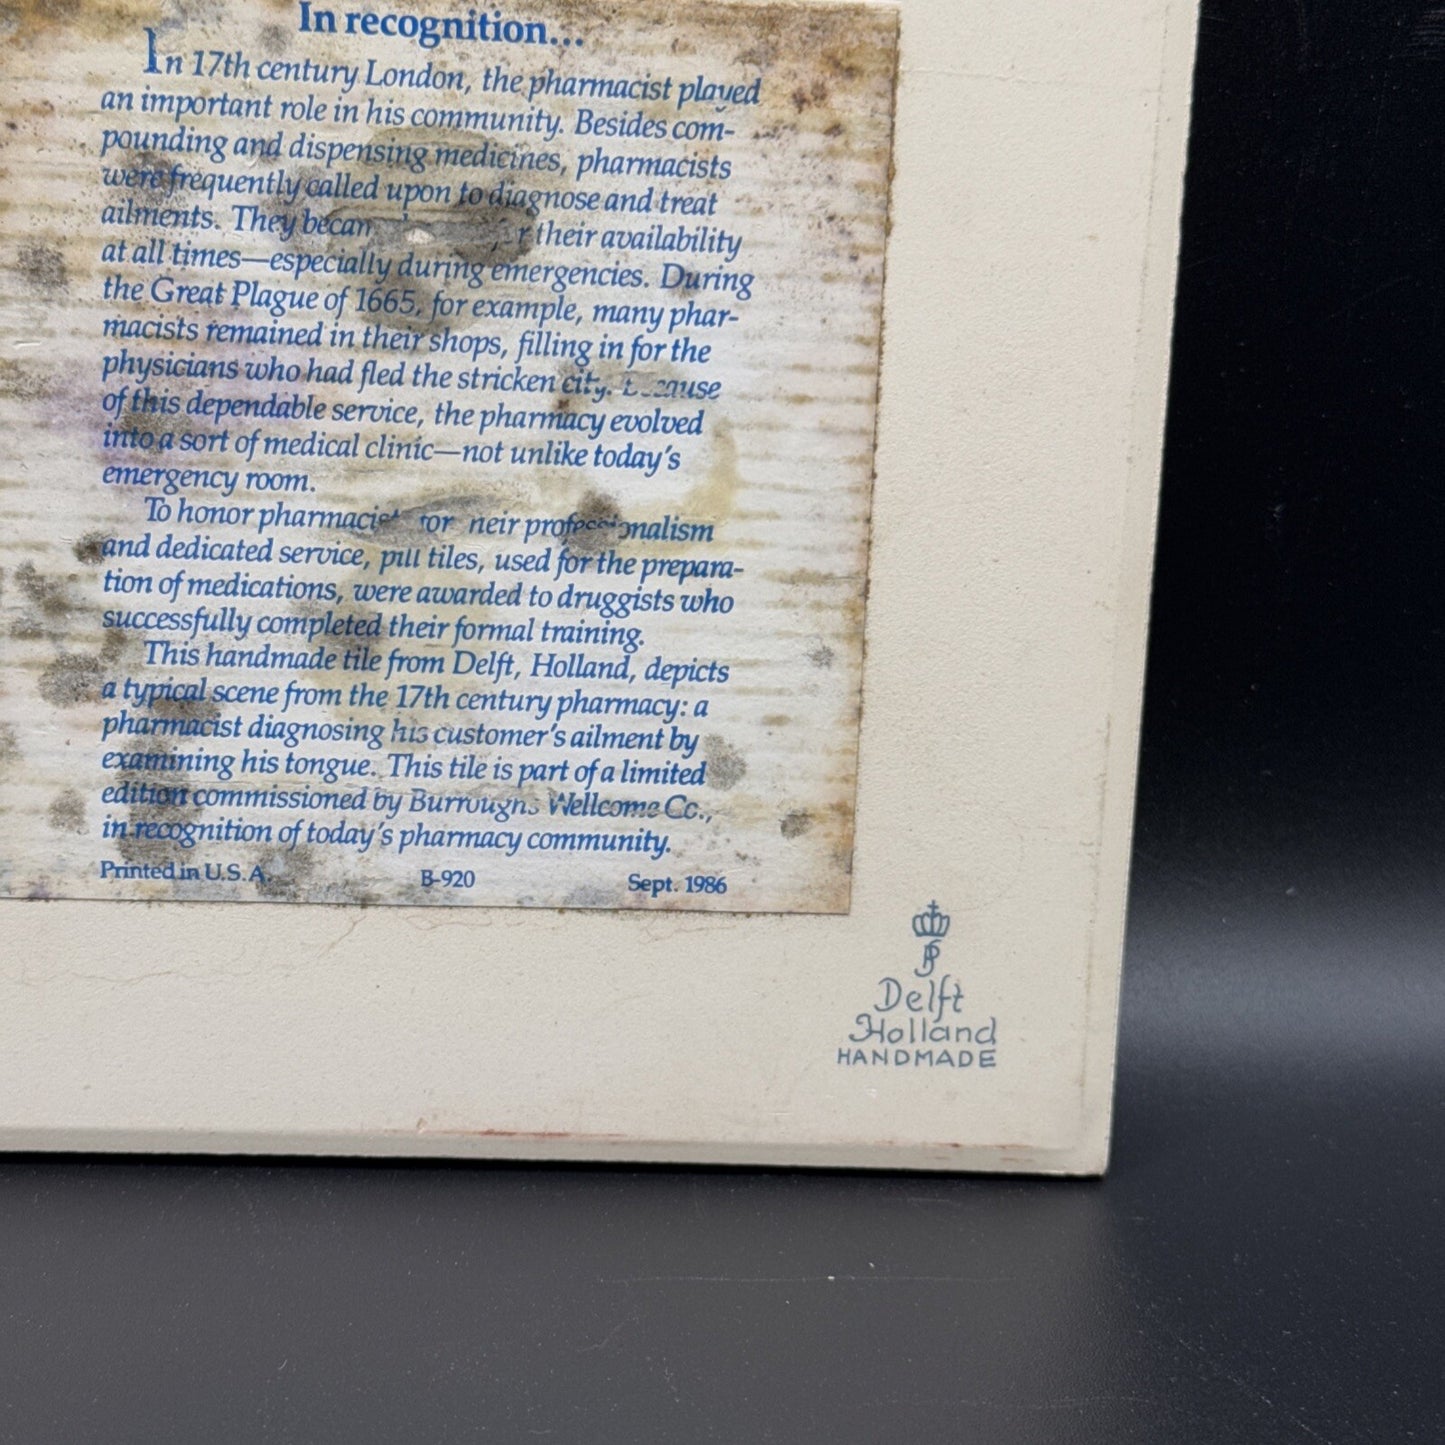 In recognition...
In 17th century London, the pharmacist played
an important role in his community. Besides com-
pounding and dispensing medicines, pharmacists
were frequently called upon to diagnose and treat
ailments. They their availability
at all times—especially during emergencies. During
the Great Plague of 1665, for example, many phar-
macists remained in their shops, filling in for the
physicians who had fled the stricken city. Because
of this dependable service, the pharmacy evolved
into a sort of medical clinic—not unlike today's
emergency room.
To honor pharmacists for their professionalism
and dedicated service, pill tiles, used for the prepara-
tion of medications, were awarded to druggists who
successfully completed their formal training.
This handmade tile from Delft, Holland, depicts
a typical scene from the 17th century pharmacy: a
pharmacist diagnosing his customer's ailment by
examining his tongue. This tile is part of a limited
edition commissioned by Burroughs Wellcome Co.,
in recognition of today's pharmacy community.
Printed in U.S.A. B-920 Sept. 1986
Delft
Holland
HANDMADE